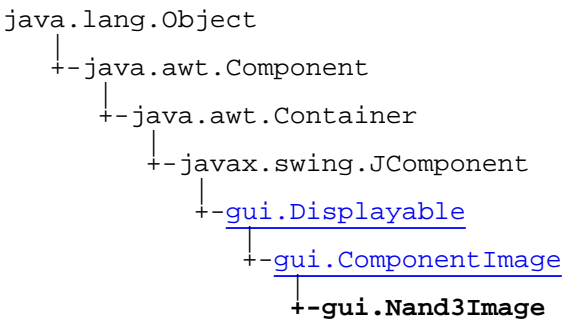 java.lang.Object
|
+-java.awt.Component
|
+-java.awt.Container
|
+-javax.swing.JComponent
|
+-gui.Displayable
|
+-gui.ComponentImage
|
+-gui.Nand3Image